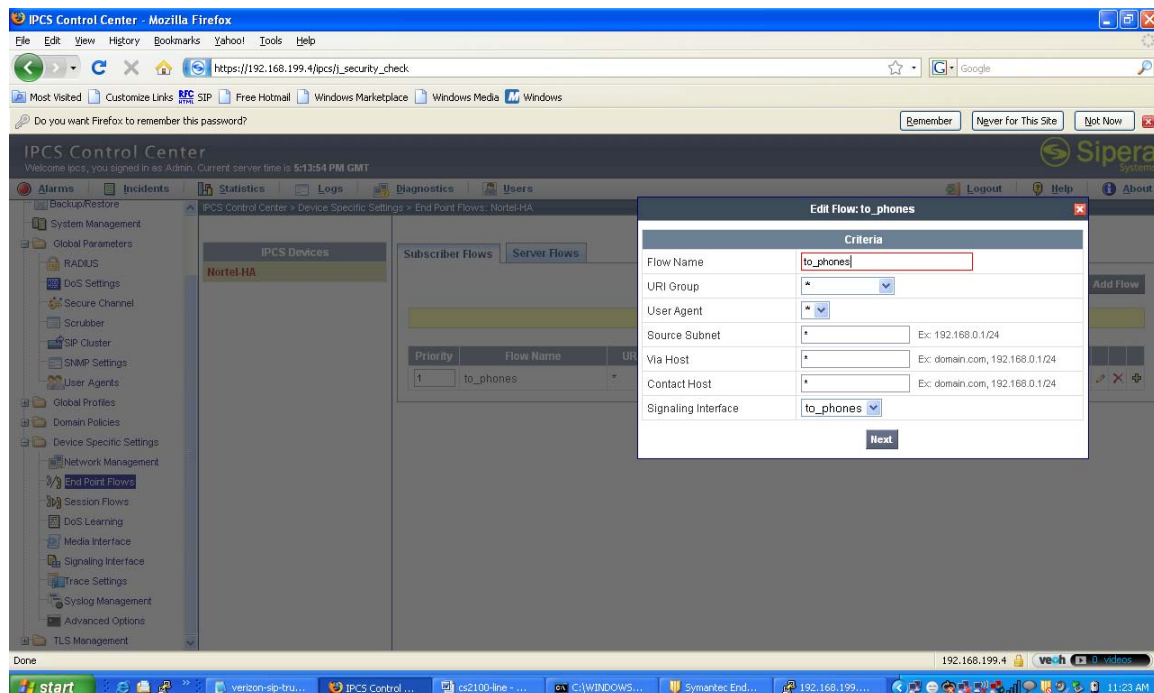 IPCS Control Center - Mozilla Firefox
File Edit View History Bookmarks Yahoo! Tools Help
https://192.168.199.4/ipcs/j_security_check
Google
Most Visited Customize Links RFC HTML SIP Free Hotmail Windows Marketplace Windows Media Windows
Do you want Firefox to remember this password? Remember Never for This Site Not Now
IPCS Control Center
Welcome ipcs, you signed in as Admin. Current server time is 5:13:54 PM GMT
Sipera
Systems
Alarms Incidents Statistics Logs Diagnostics Users Logout Help About
Backup/Restore
System Management
Global Parameters
RADIUS
DoS Settings
Secure Channel
Scrubber
SIP Cluster
SNMP Settings
User Agents
Global Profiles
Domain Policies
Device Specific Settings
Network Management
End Point Flows
Session Flows
DoS Learning
Media Interface
Signaling Interface
Trace Settings
Syslog Management
Advanced Options
TLS Management
IPCS Control Center > Device Specific Settings > End Point Flows: Nortel-HA
IPCS Devices
Nortel-HA
Subscriber Flows Server Flows
Add Flow
Priority Flow Name UR
1 to_phones *
Edit Flow: to_phones
Criteria
Flow Name to_phones
URI Group *
User Agent *
Source Subnet * Ex: 192.168.0.1/24
Via Host * Ex: domain.com, 192.168.0.1/24
Contact Host * Ex: domain.com, 192.168.0.1/24
Signaling Interface to_phones
Next
Done 192.168.199.4 veoh 0 videos
start verizon-sip-tru... IPCS Control ... cs2100-line - ... C:\WINDOWS... Symantec End... 192.168.199.... 11:23 AM